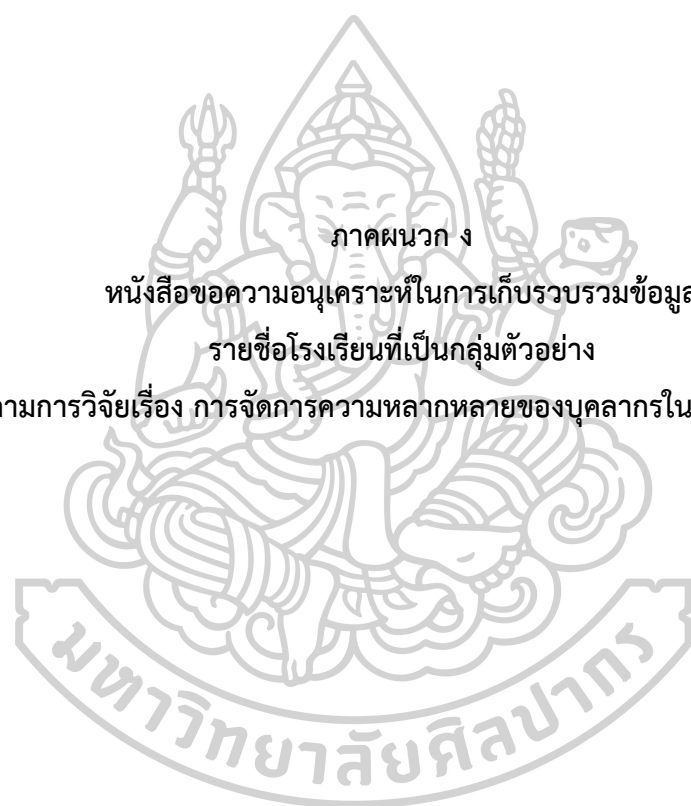 ภาคผนวก ง
หนังสือขอความอนุเคราะห์ในการเก็บรวบรวมข้อมูล
รายชื่อโรงเรียนที่เป็นกลุ่มตัวอย่าง
ามการวิจัยเรื่อง การจัดการความหลากหลายของบุคลากรใน
มหาวิทยาลัยศิลปากร